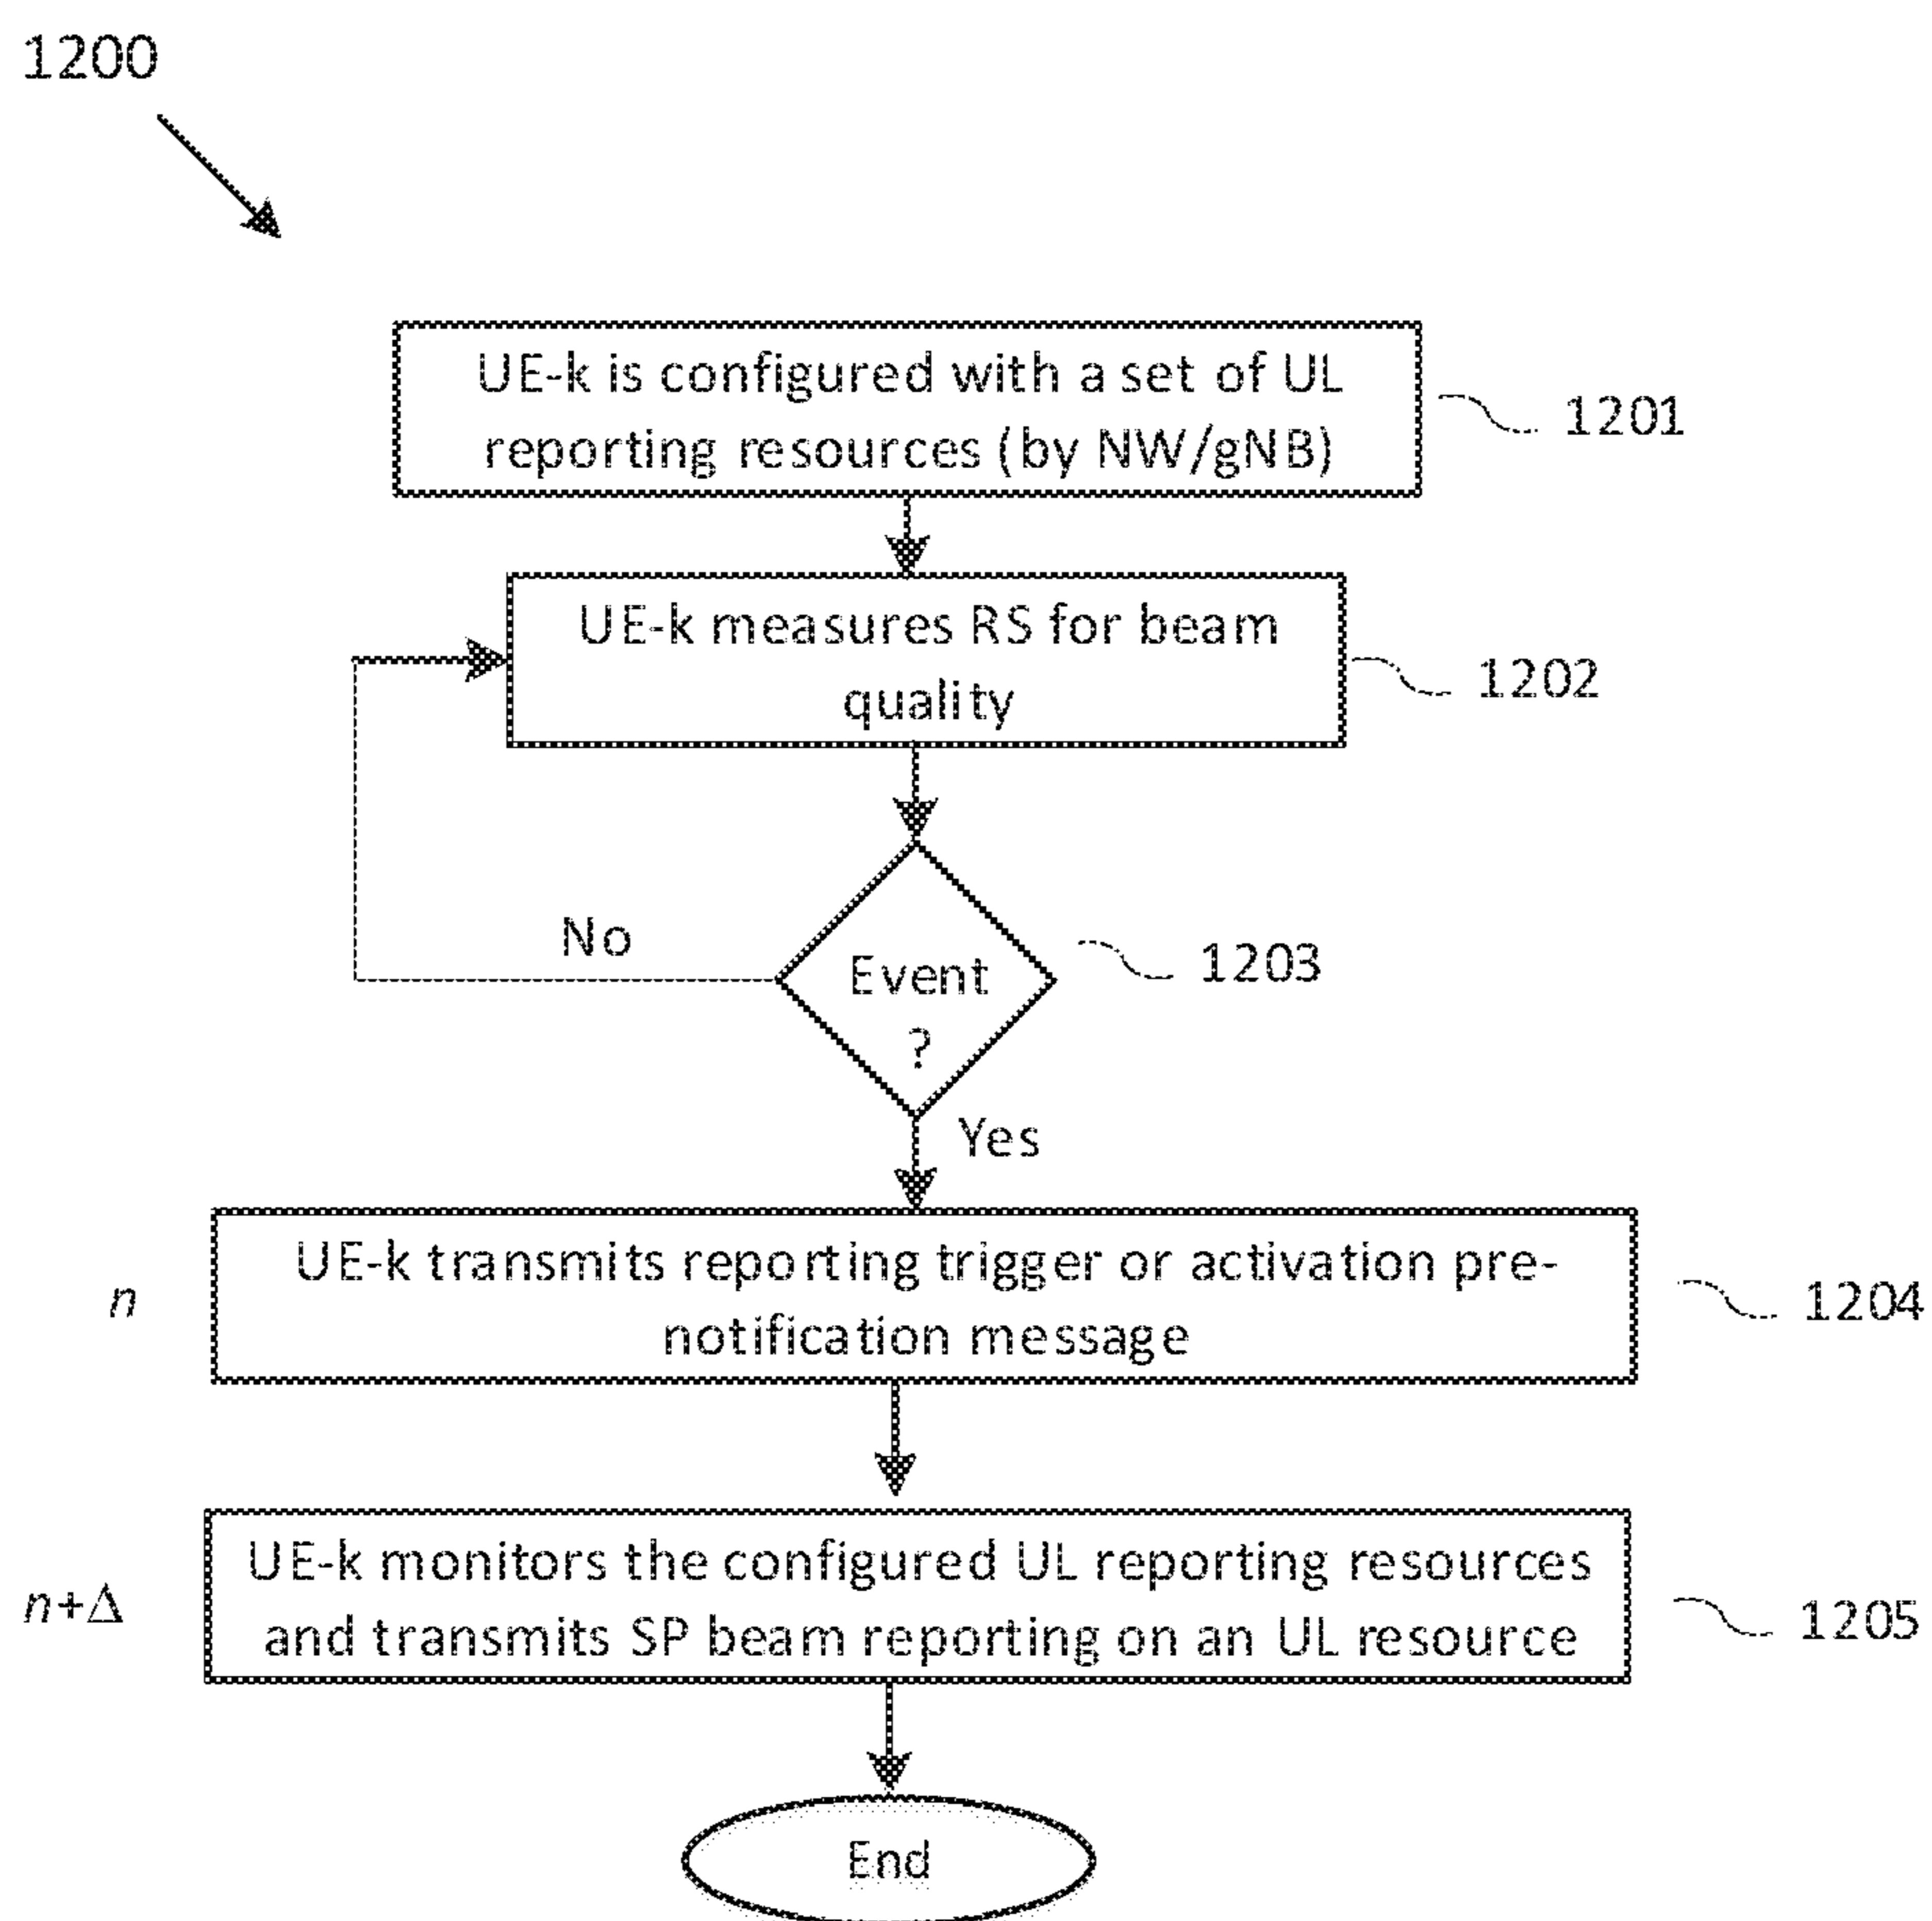 1200
UE-k is configured with a set of UL
reporting resources (by NW/gNB)
1201
UE-k measures RS for beam
quality
1202
No
Event
?
1203
Yes
n
UE-k transmits reporting trigger or activation pre-
notification message
1204
n+Δ
UE-k monitors the configured UL reporting resources
and transmits SP beam reporting on an UL resource
1205
End